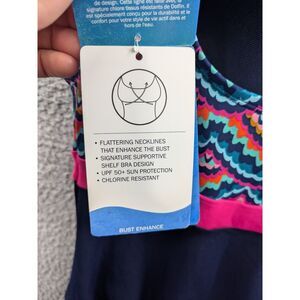 de design. Cette ligne est faite avec la
signature chlore tissus résistants de Dolfin. Il
est spécialement conçu pour la durabilité et le
confort pour votre style de vie actif dans et
hors de l'eau.
• FLATTERING NECKLINES
THAT ENHANCE THE BUST
• SIGNATURE SUPPORTIVE
SHELF BRA DESIGN
• UPF 50+ SUN PROTECTION
• CHLORINE RESISTANT
BUST ENHANCE